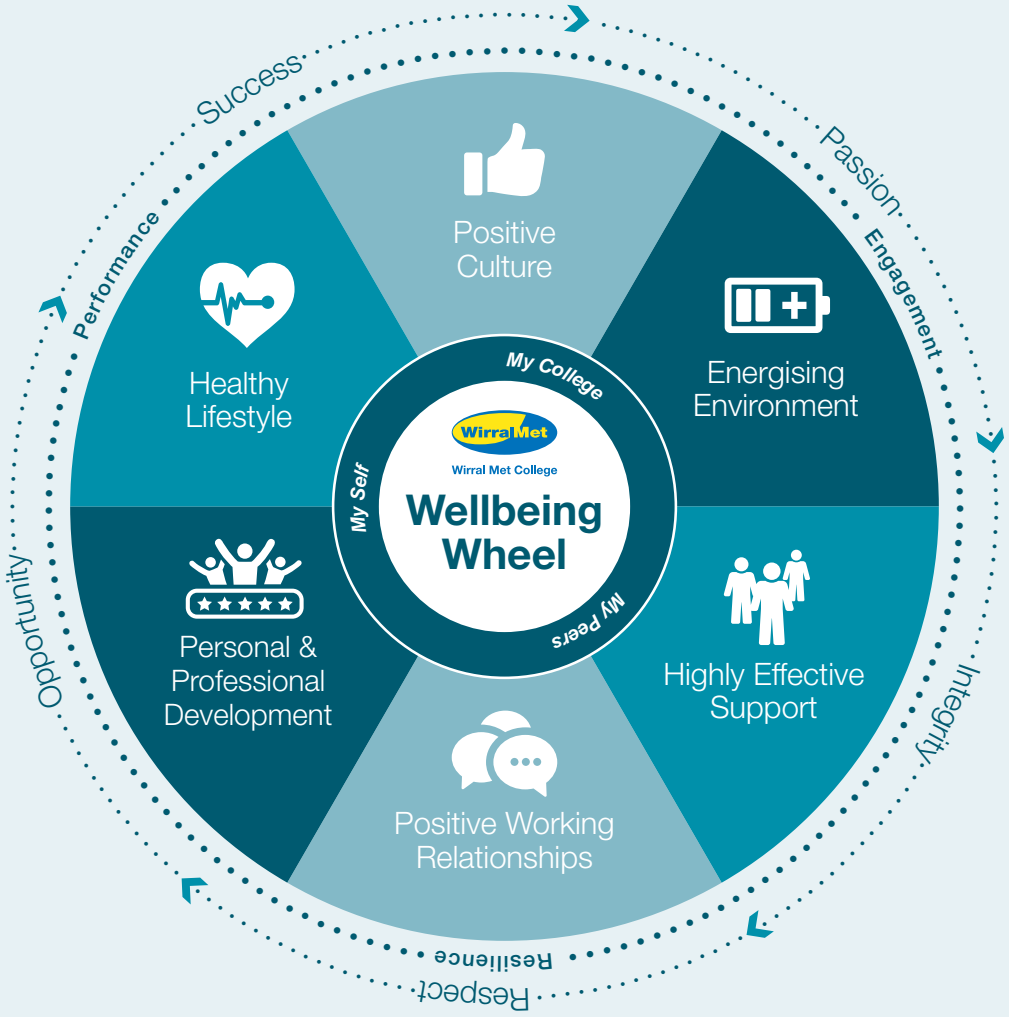 Success
Passion
Integrity
Respect
Opportunity
Performance
Engagement
Resilience
Positive
Culture
Energising
Environment
Highly Effective
Support
Positive Working
Relationships
Personal &
Professional
Development
Healthy
Lifestyle
My College
My Peers
My Self
WirralMet
Wirral Met College
Wellbeing
Wheel